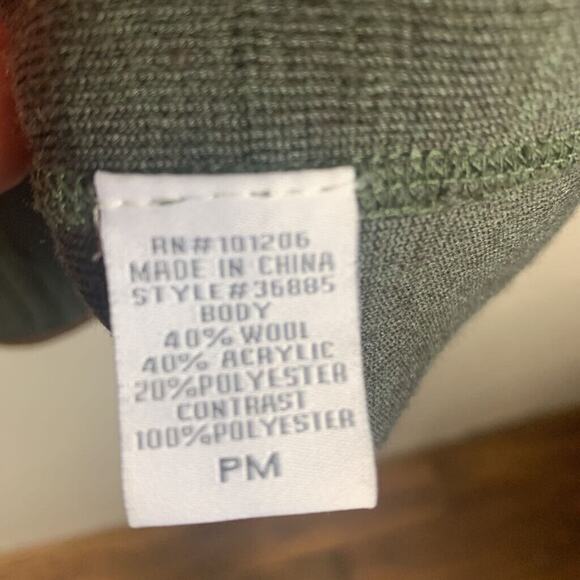 RN#101206
MADE IN CHINA
STYLE#36885
BODY
40% WOOL
40% ACRYLIC
20%POLYESTER
CONTRAST
100%POLYESTER
PM